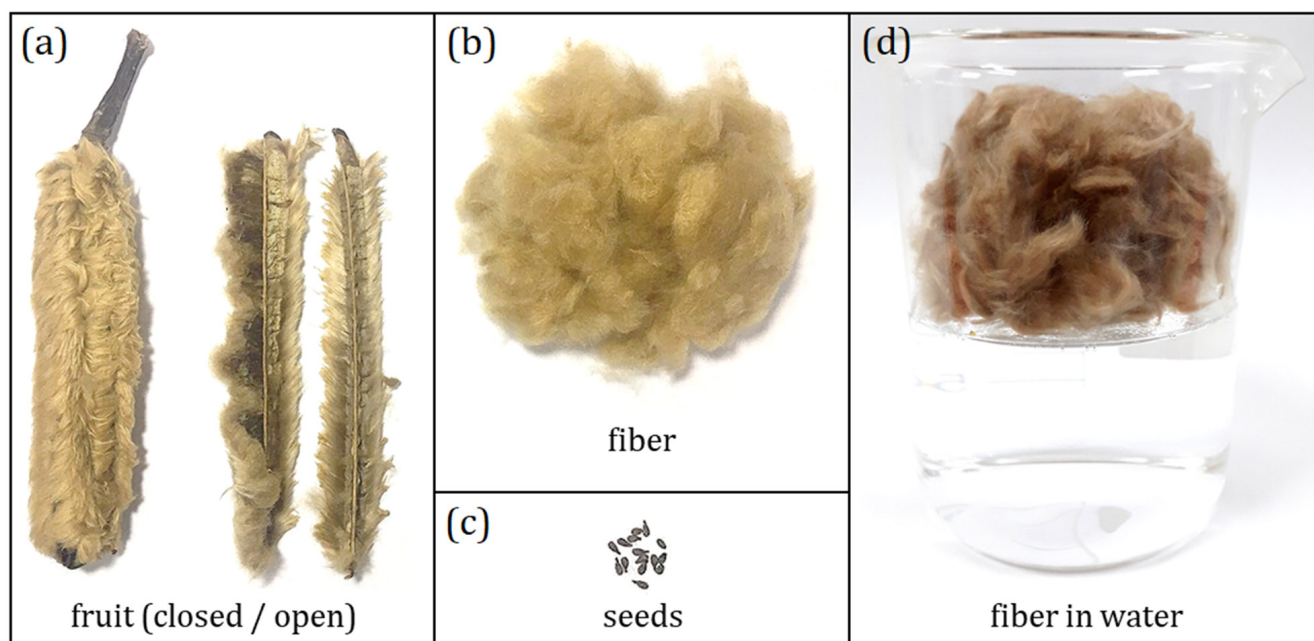 (a)
fruit (closed / open)
(b)
fiber
(c)
seeds
(d)
fiber in water